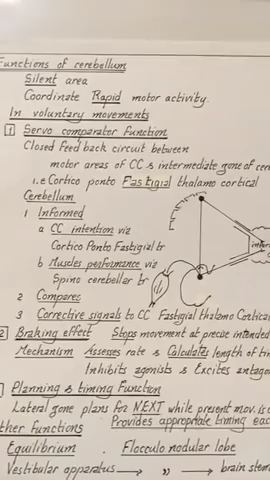 Functions of cerebellum
Silent area
Coordinate Rapid motor activity.
In voluntary movements
1 Servo comparator Function
Closed Feed back circuit between
motor areas of CC & intermediate zone of cere
i.e Cortico ponto Fastigial thalamo cortical
Cerebellum
1 Informed
a CC intention via
Cortico Ponto Fastigial tr
b Muscles performance via
Spino cerebellar tr
2 Compares
3 Corrective signals to CC Fastigial Thalamo Cortical
2 Braking effect Stops movement at precise intended
Mechanism Assesses rate & Calculates length of tim
Inhibits agonists & Excites antago
Planning & timing Function
Lateral zone plans for NEXT while present mov. is o
Provides appropriate timing eac
ther functions
Equilibrium . Flocculo nodular lobe
Vestibular apparatus → " → brain stem